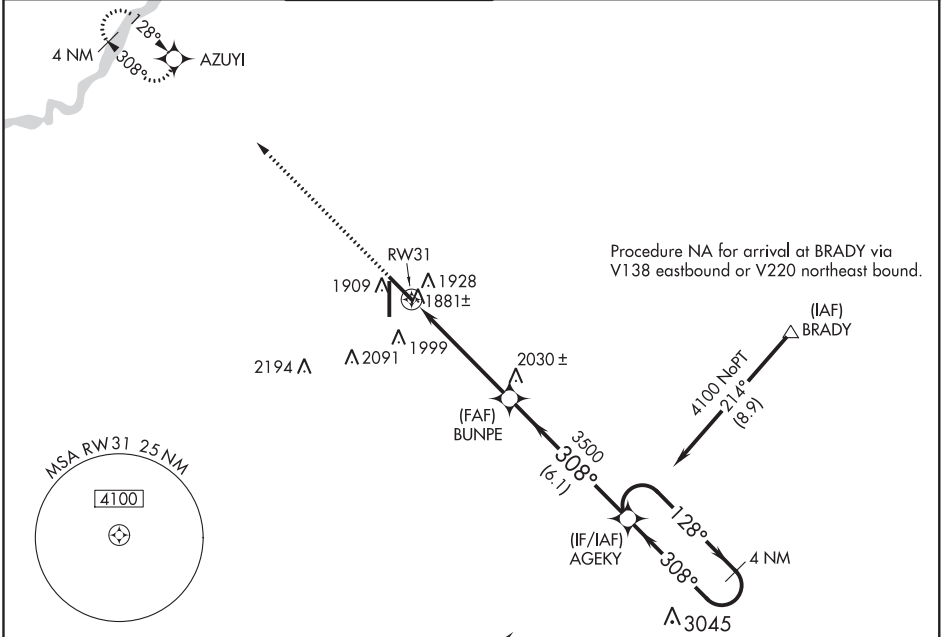 128°
4 NM
308°
AZUYI
RW31
1909
1928
1881±
Procedure NA for arrival at BRADY via
V138 eastbound or V220 northeast bound.
(IAF)
BRADY
1999
2091
2194
2030 ±
4100 NoPT
214°
(8.9)
(FAF)
BUNPE
3500
308°
(6.1)
MSA RW31 25 NM
4100
(IF/IAF)
AGEKY
128°
308°
4 NM
3045